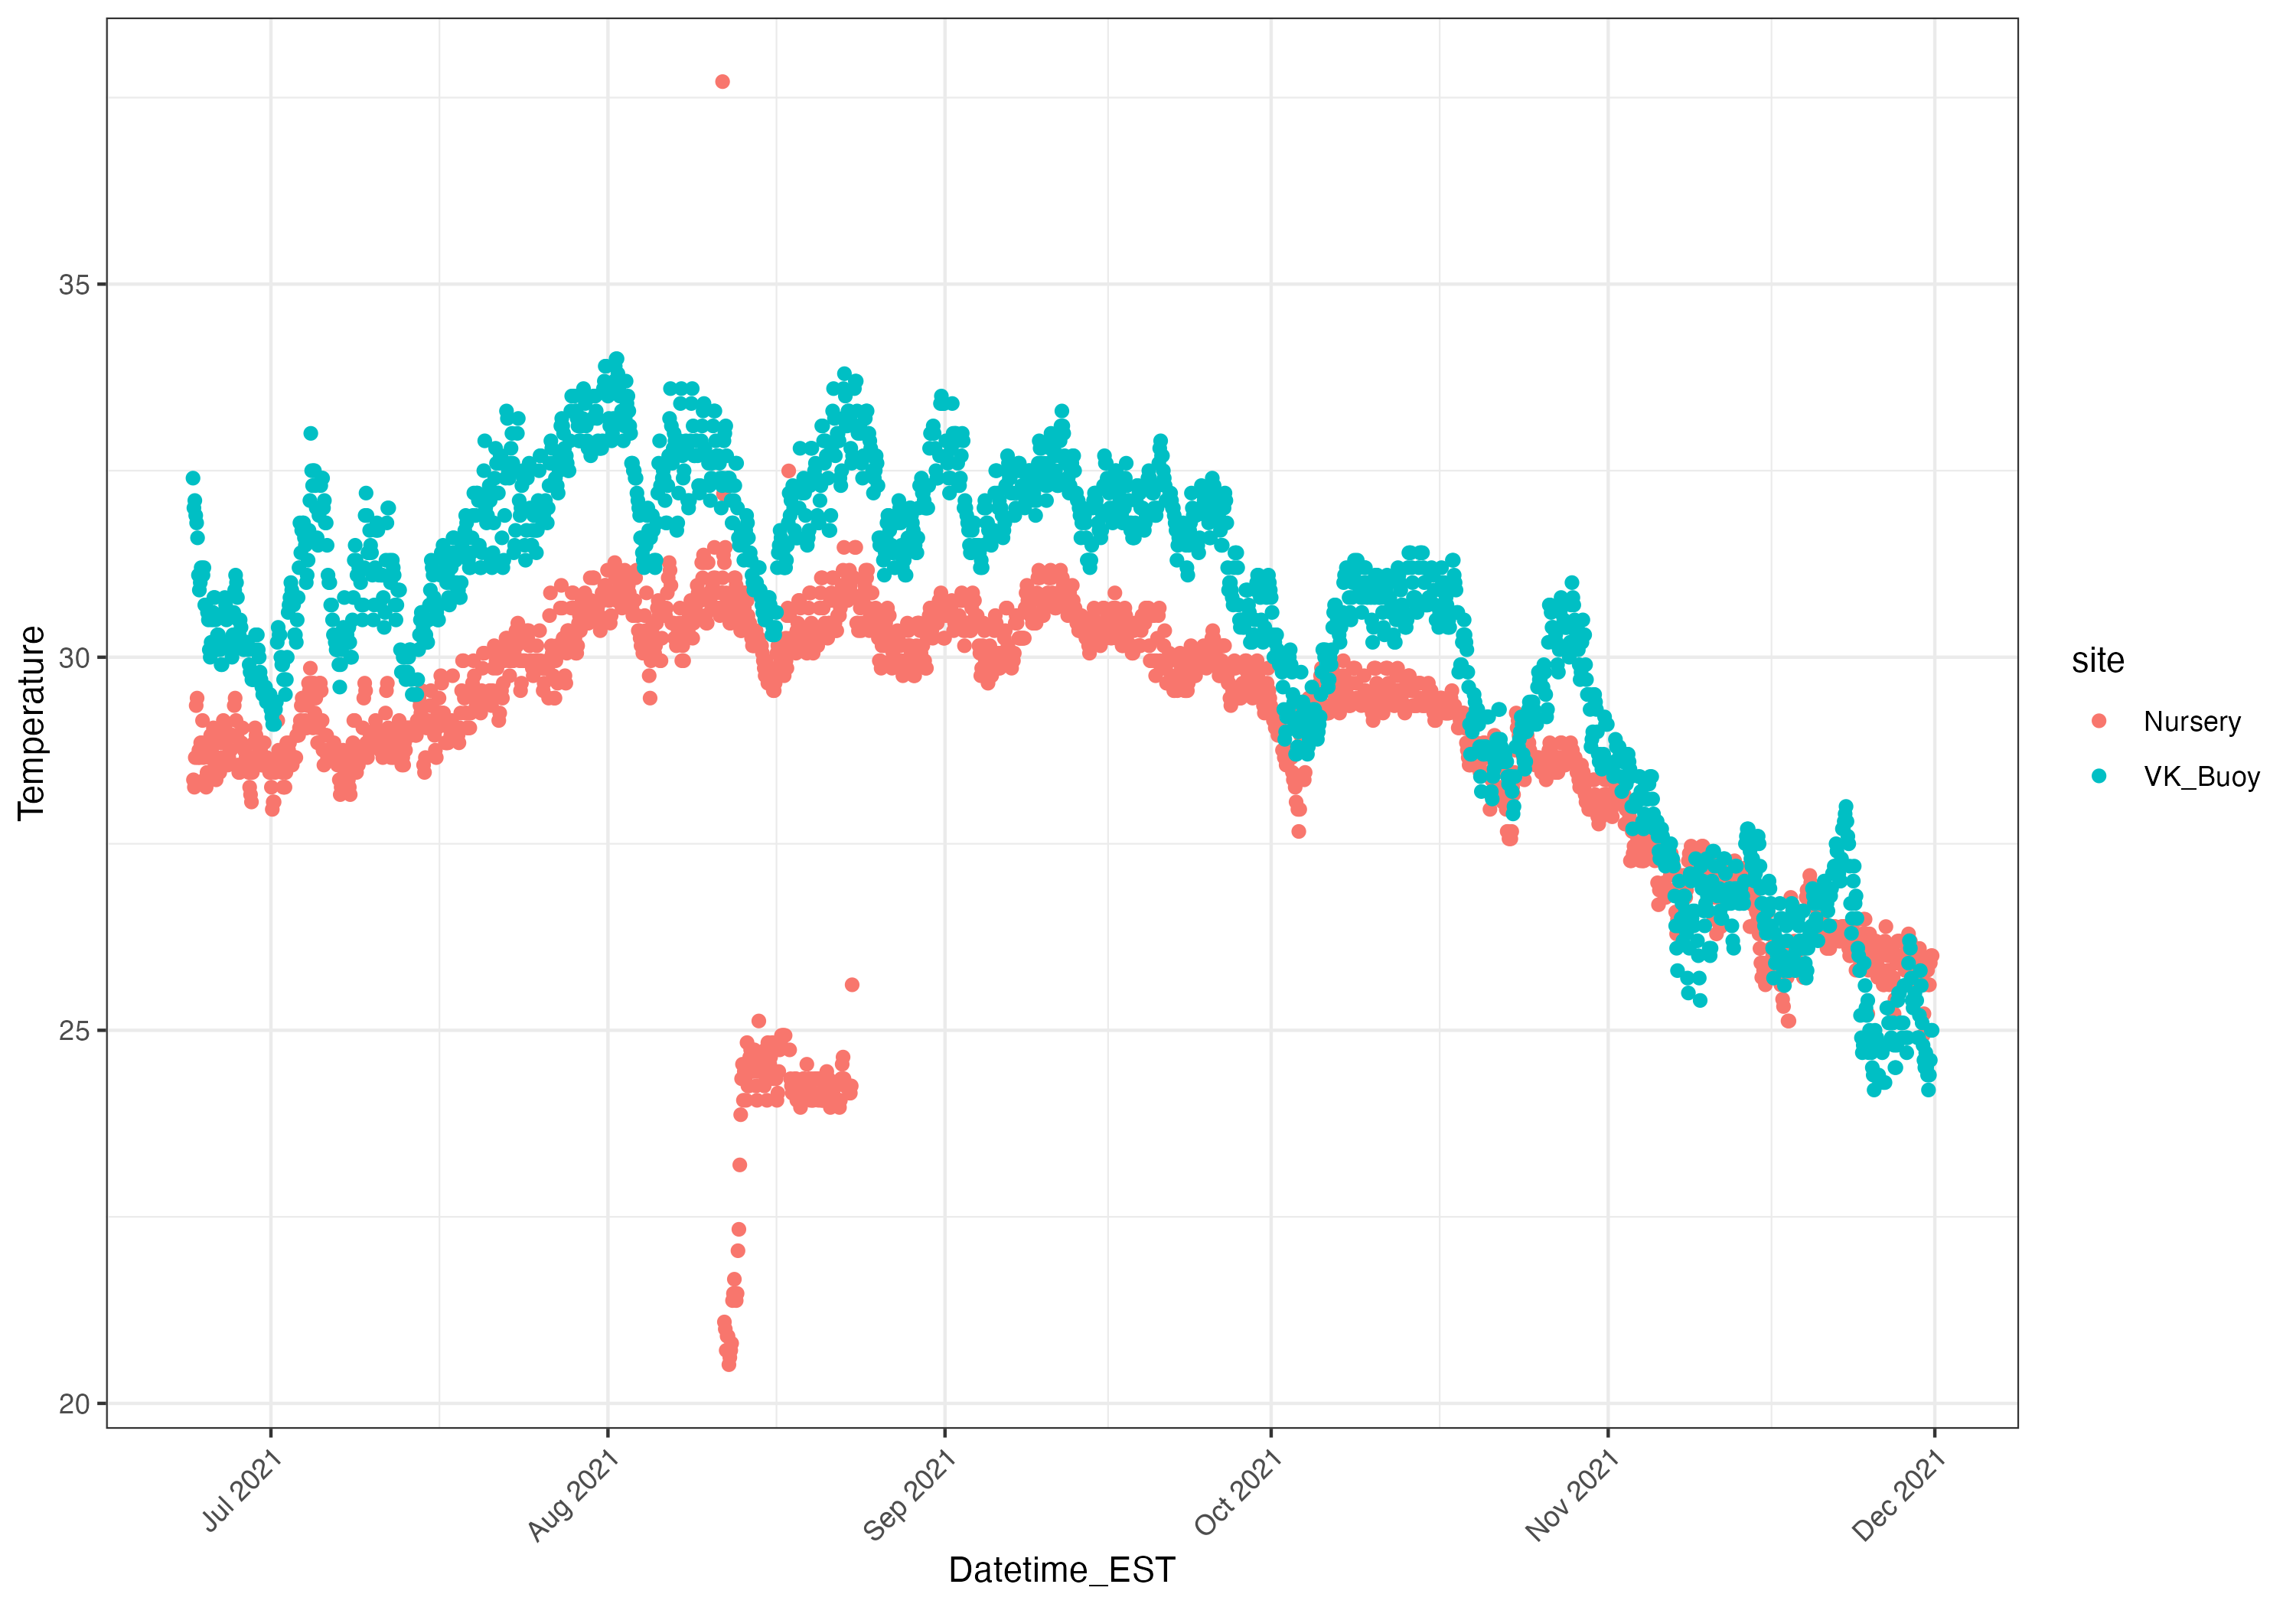 35
30
25
20
Temperature
Jul 2021
Aug 2021
Sep 2021
Oct 2021
Nov 2021
Dec 2021
Datetime_EST
site
Nursery
VK_Buoy